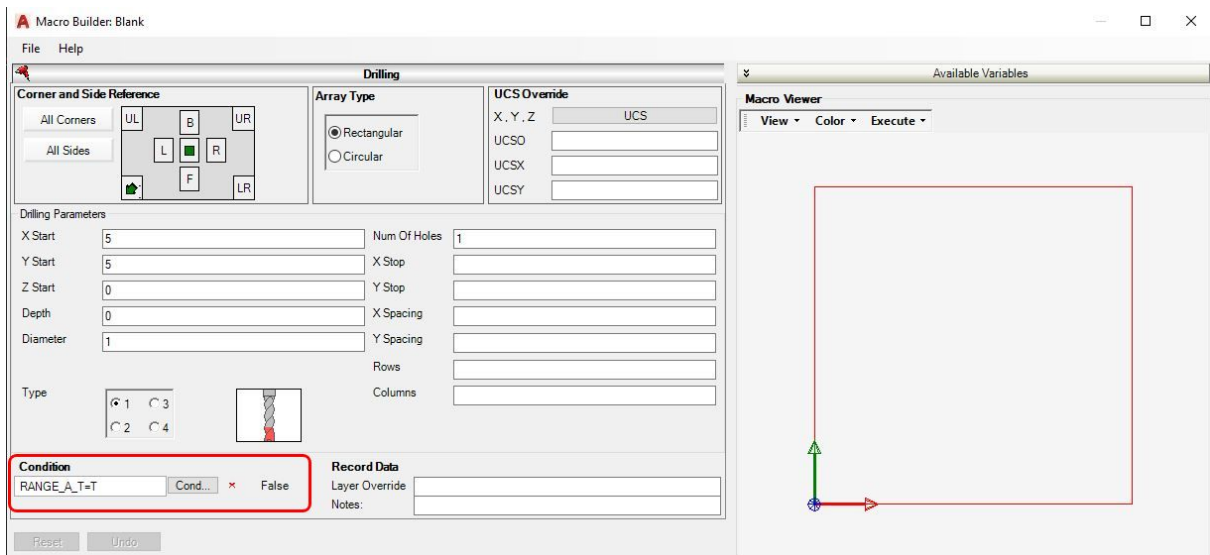 Macro Builder: Blank
File Help
Drilling
Corner and Side Reference
All Corners
All Sides
UL
B
UR
L
R
F
LR
Array Type
Rectangular
Circular
UCS Override
X, Y, Z
UCS
UCSO
UCSX
UCSY
Drilling Parameters
X Start 5
Y Start 5
Z Start 0
Depth 0
Diameter 1
Num Of Holes 1
X Stop
Y Stop
X Spacing
Y Spacing
Rows
Columns
Type
1 3
2 4
Condition
RANGE_A_T=T Cond... False
Record Data
Layer Override
Notes:
Reset Undo
Available Variables
Macro Viewer
View Color Execute